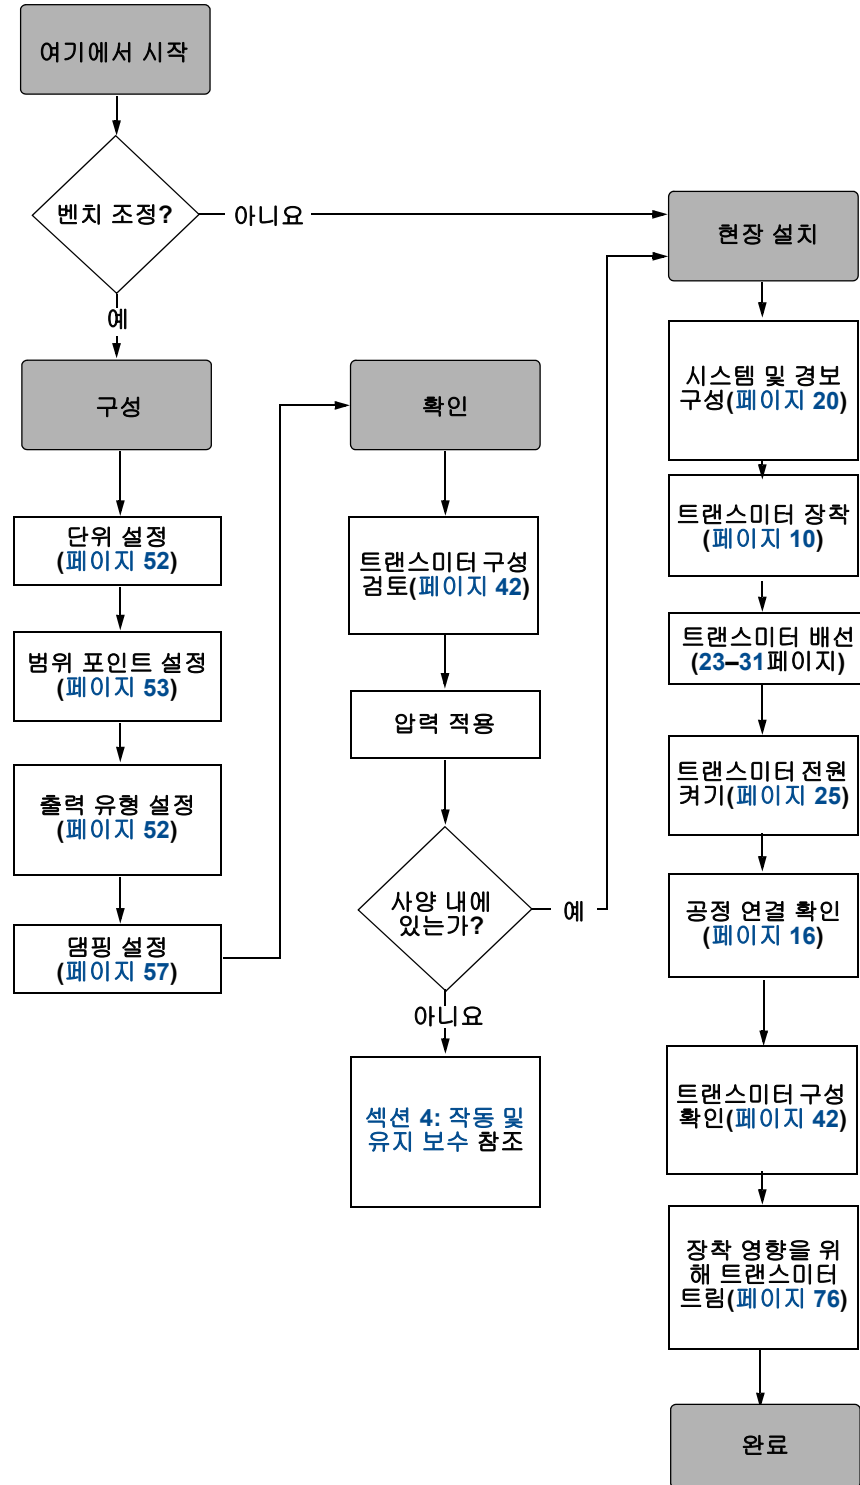 여기에서 시작
벤치 조정?
아니요
예
구성
단위 설정
(페이지 52)
범위 포인트 설정
(페이지 53)
출력 유형 설정
(페이지 52)
댐핑 설정
(페이지 57)
확인
트랜스미터 구성
검토(페이지 42)
압력 적용
사양 내에
있는가?
예
아니요
섹션 4: 작동 및
유지 보수 참조
현장 설치
시스템 및 경보
구성(페이지 20)
트랜스미터 장착
(페이지 10)
트랜스미터 배선
(23–31페이지)
트랜스미터 전원
켜기(페이지 25)
공정 연결 확인
(페이지 16)
트랜스미터 구성
확인(페이지 42)
장착 영향을 위
해 트랜스미터
트림(페이지 76)
완료